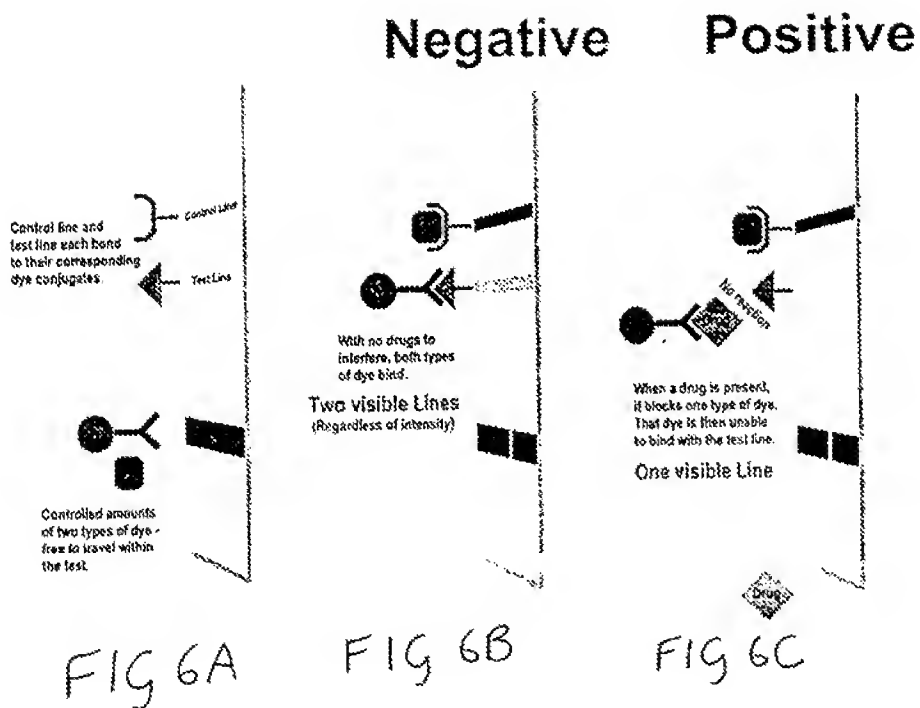 Negative Positive
Control line and
test line each bond
to their corresponding
dye conjugates.
Control Line
Test Line
Controlled amounts
of two types of dye -
free to travel within
the test.
With no drugs to
interfere, both types
of dye bind.
Two visible Lines
(Regardless of intensity)
No reaction
Drug
When a drug is present,
it blocks one type of dye.
That dye is then unable
to bind with the test line.
One visible Line
Drug
FIG 6A
FIG 6B
FIG 6C